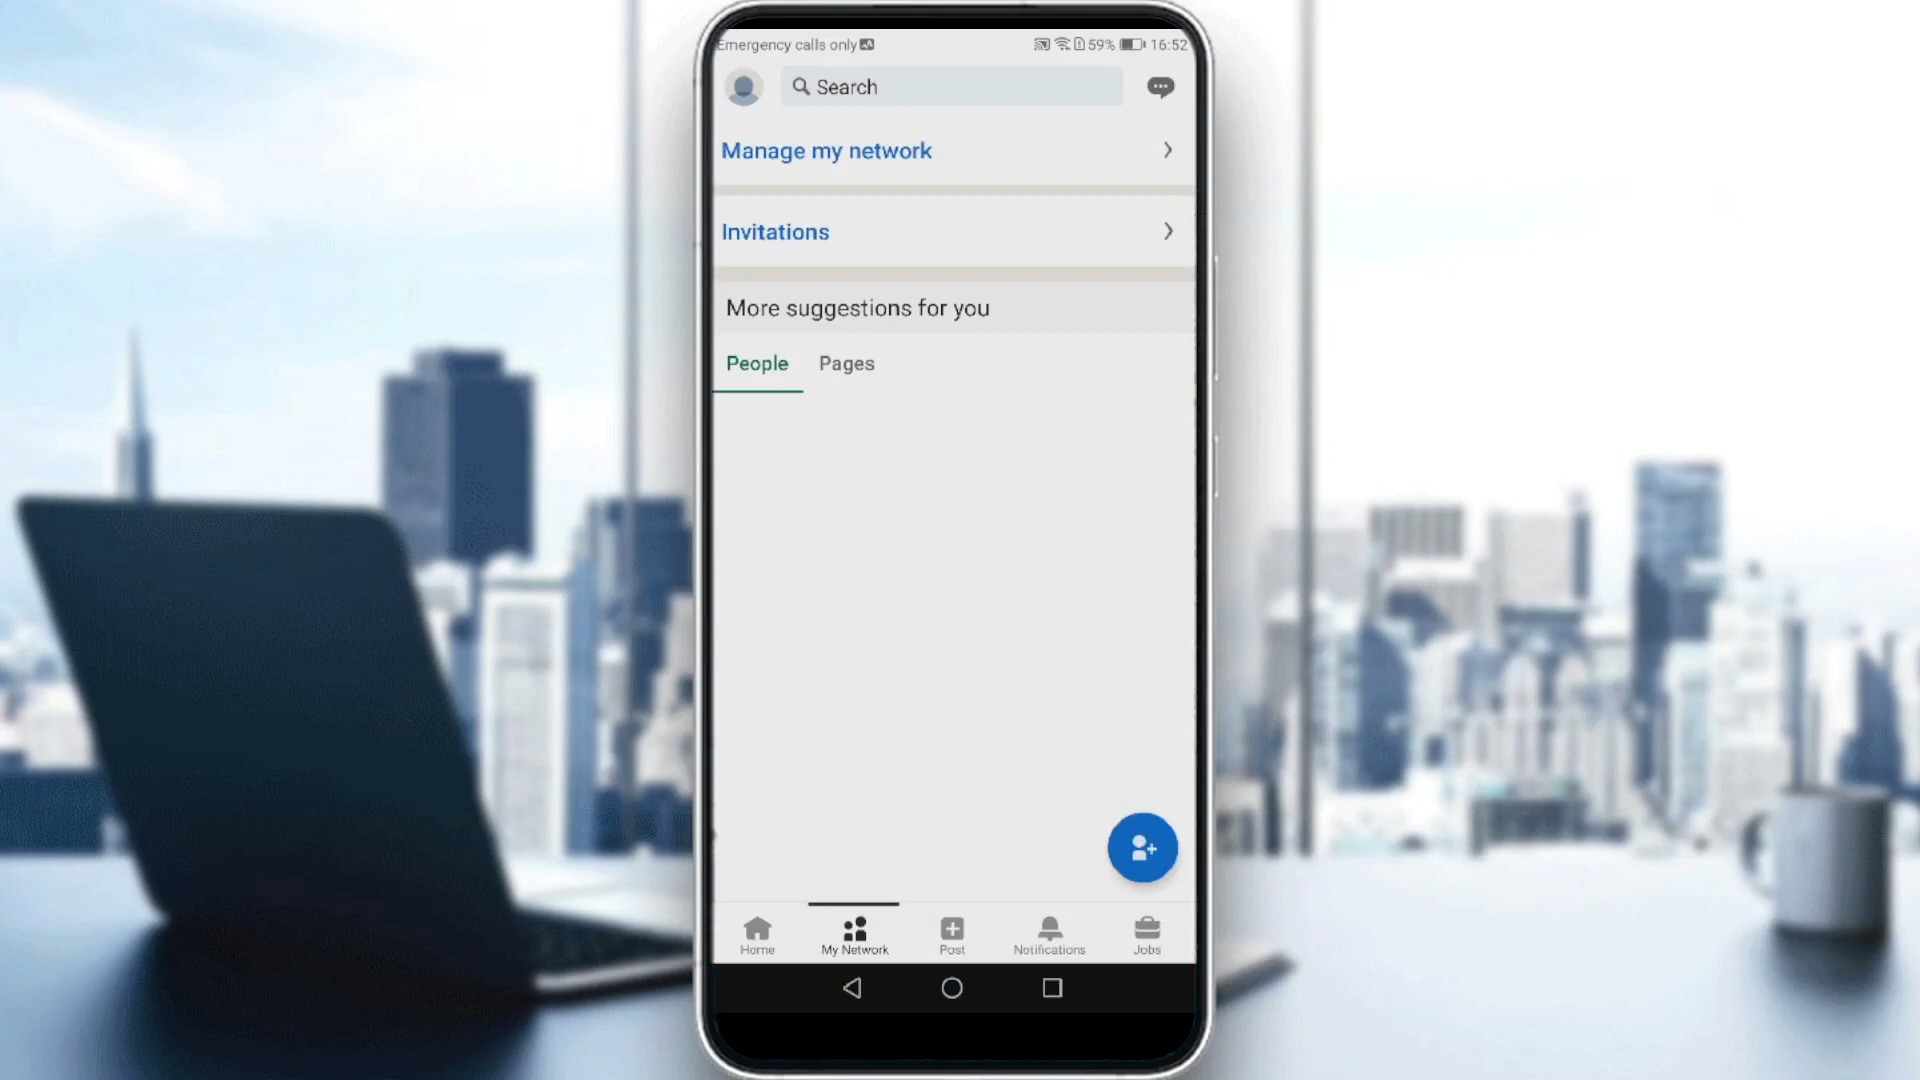 Emergency calls only 59% 16:52
Search
Manage my network
Invitations
More suggestions for you
People Pages
Home My Network Post Notifications Jobs